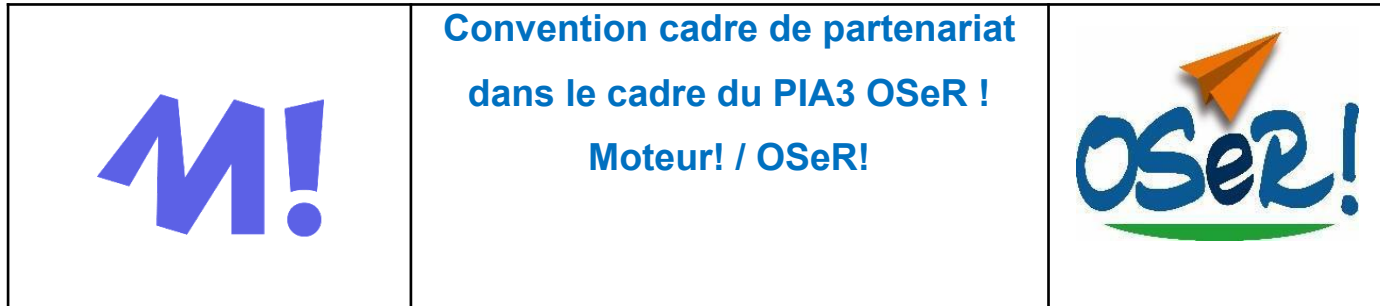 M!
Convention cadre de partenariat
dans le cadre du PIA3 OSeR !
Moteur! / OSeR!
OSeR!